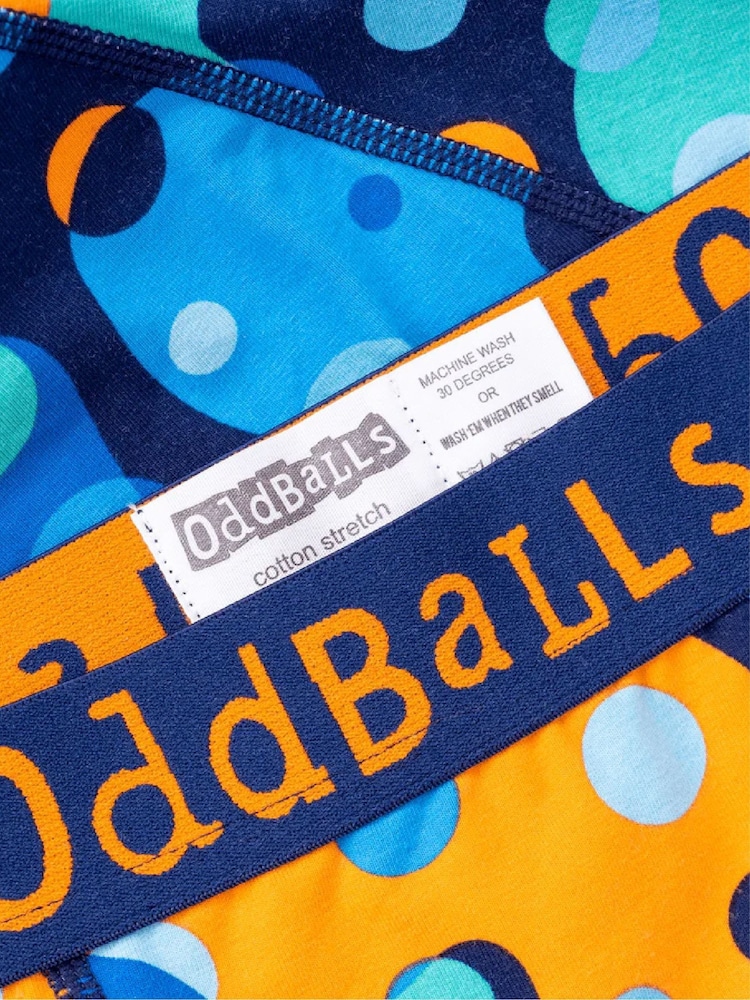 MACHINE WASH
30 DEGREES
OR
WASH 'EM WHEN THEY SMELL
OddBaLLs
cotton stretch
OddBaLLs